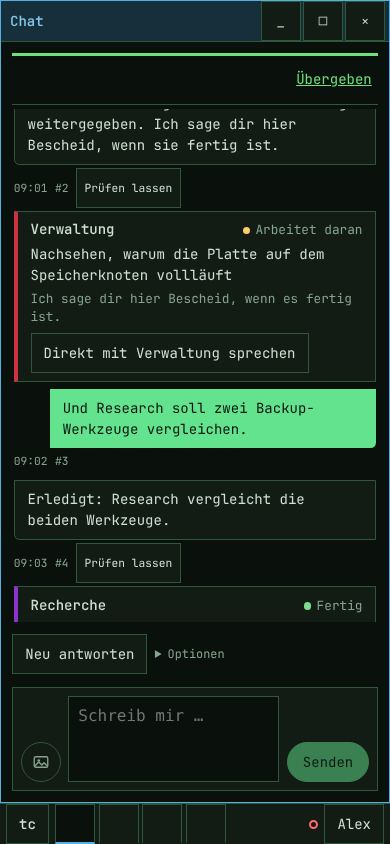 Chat
Übergeben
weitergegeben. Ich sage dir hier
Bescheid, wenn sie fertig ist.
09:01 #2 Prüfen lassen
Verwaltung
Arbeitet daran
Nachsehen, warum die Platte auf dem
Speicherknoten vollläuft
Ich sage dir hier Bescheid, wenn es fertig
ist.
Direkt mit Verwaltung sprechen
Und Research soll zwei Backup-
Werkzeuge vergleichen.
09:02 #3
Erledigt: Research vergleicht die
beiden Werkzeuge.
09:03 #4 Prüfen lassen
Recherche
Fertig
Neu antworten
Optionen
Schreib mir …
Senden
tc
Alex